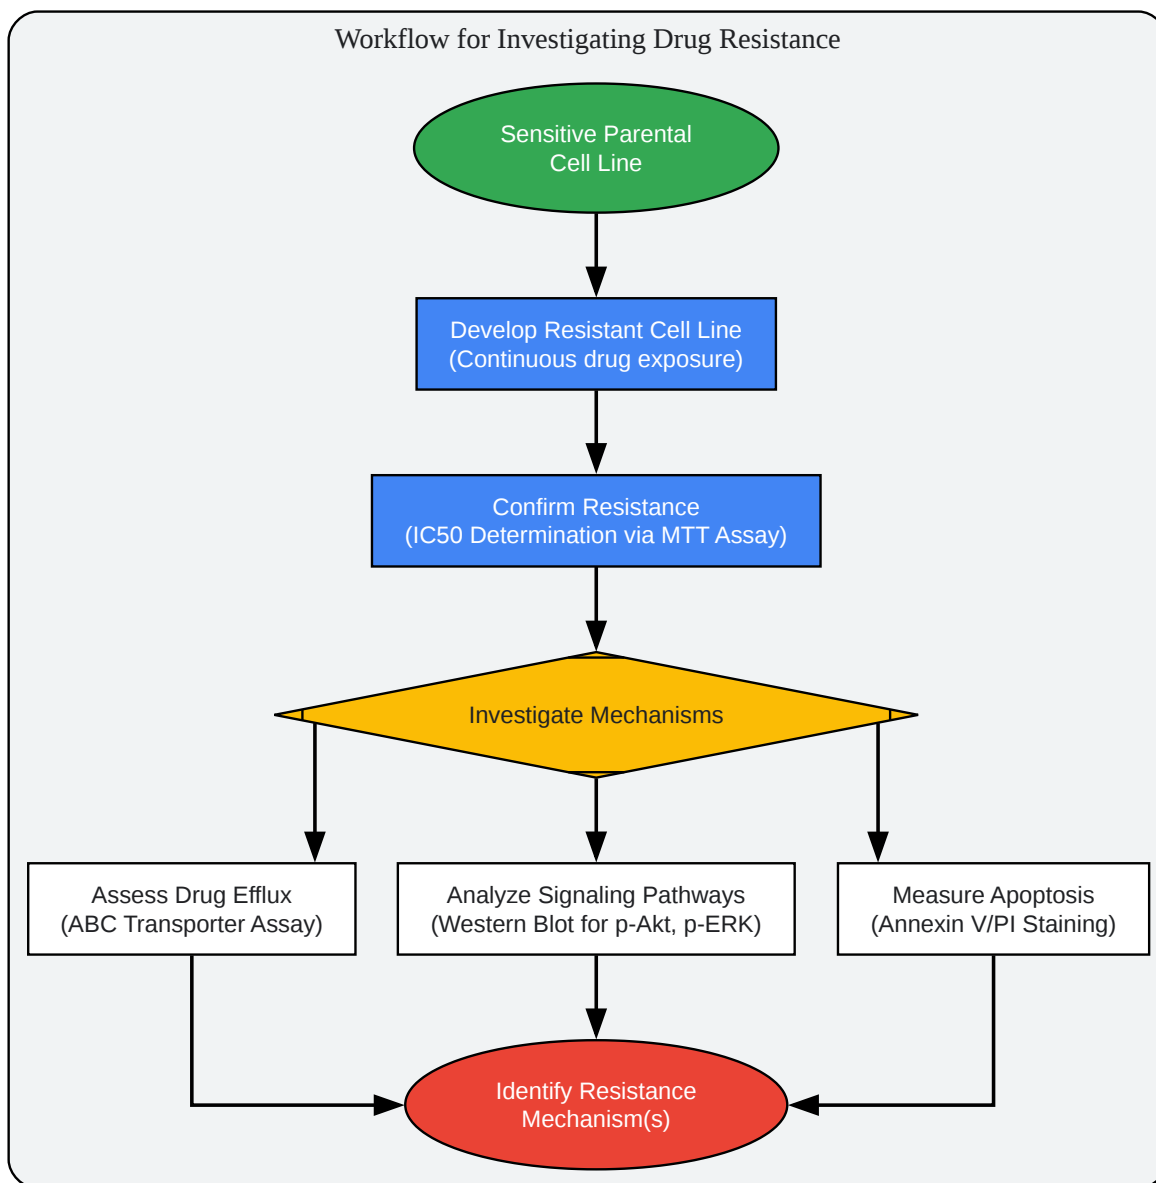 Workflow for Investigating Drug Resistance
Sensitive Parental
Cell Line
Develop Resistant Cell Line
(Continuous drug exposure)
Confirm Resistance
(IC50 Determination via MTT Assay)
Investigate Mechanisms
Assess Drug Efflux
(ABC Transporter Assay)
Analyze Signaling Pathways
(Western Blot for p-Akt, p-ERK)
Measure Apoptosis
(Annexin V/PI Staining)
Identify Resistance
Mechanism(s)